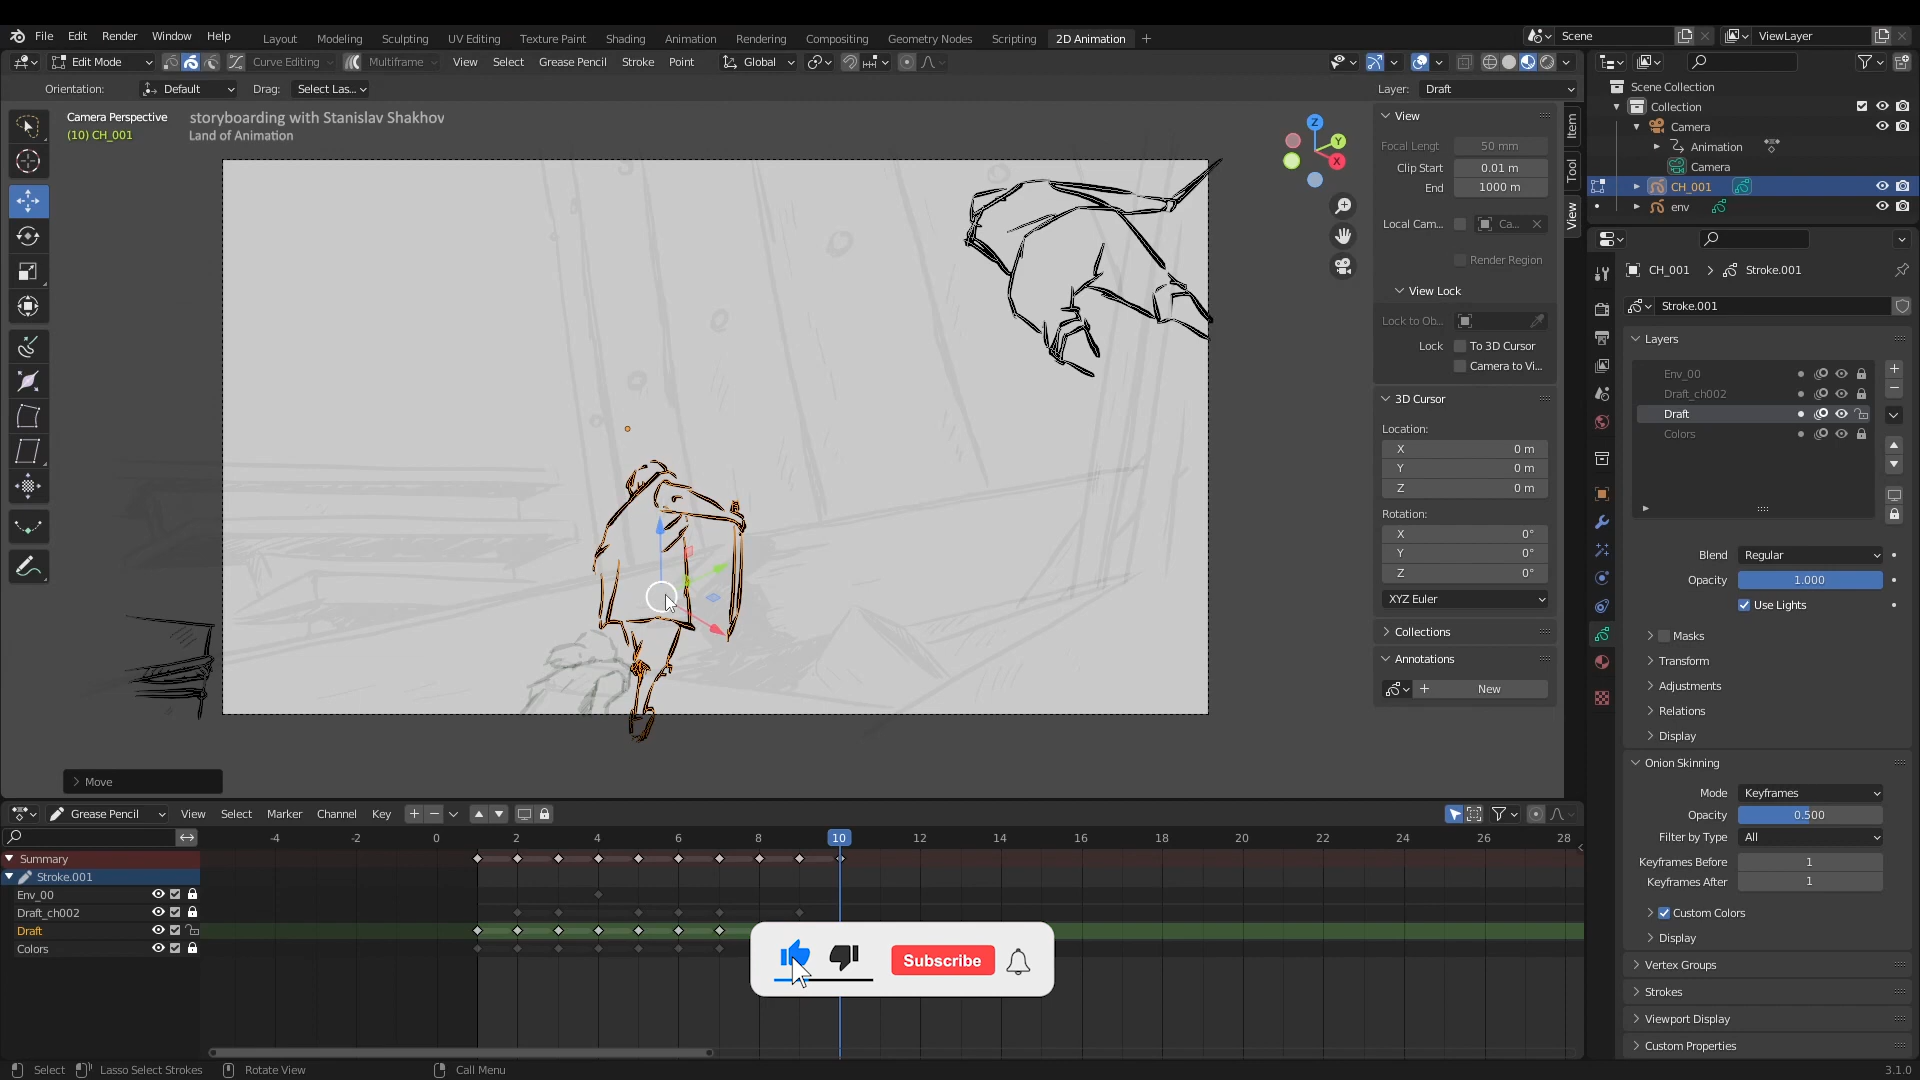 File Edit Render Window Help
Layout Modeling Sculpting UV Editing Texture Paint Shading Animation Rendering Compositing Geometry Nodes Scripting 2D Animation +
Scene ViewLayer
Edit Mode Curve Editing Multiframe View Select Grease Pencil Stroke Point Global
Orientation: Default Drag: Select Las... Layer: Draft
Camera Perspective
(10) CH_001
storyboarding with Stanislav Shakhov
Land of Animation
Z
Y
X
View
Focal Lengt 50 mm
Clip Start 0.01 m
End 1000 m
Local Cam... Ca...
Render Region
View Lock
Lock to Ob...
Lock To 3D Cursor
Camera to Vi...
3D Cursor
Location:
X 0 m
Y 0 m
Z 0 m
Rotation:
X 0°
Y 0°
Z 0°
XYZ Euler
Collections
Annotations
+ New
Item
Tool
View
Scene Collection
Collection
Camera
Animation
Camera
CH_001
env
CH_001 Stroke.001
Stroke.001
Layers
Env_00
Draft_ch002
Draft
Colors
Blend Regular
Opacity 1.000
Use Lights
Masks
Transform
Adjustments
Relations
Display
Onion Skinning
Mode Keyframes
Opacity 0.500
Filter by Type All
Keyframes Before 1
Keyframes After 1
Custom Colors
Display
Vertex Groups
Strokes
Viewport Display
Custom Properties
Move
Grease Pencil View Select Marker Channel Key
-4 -2 0 2 4 6 8 10 12 14 16 18 20 22 24 26 28
Summary
Stroke.001
Env_00
Draft_ch002
Draft
Colors
Subscribe
Select Lasso Select Strokes Rotate View Call Menu 3.1.0